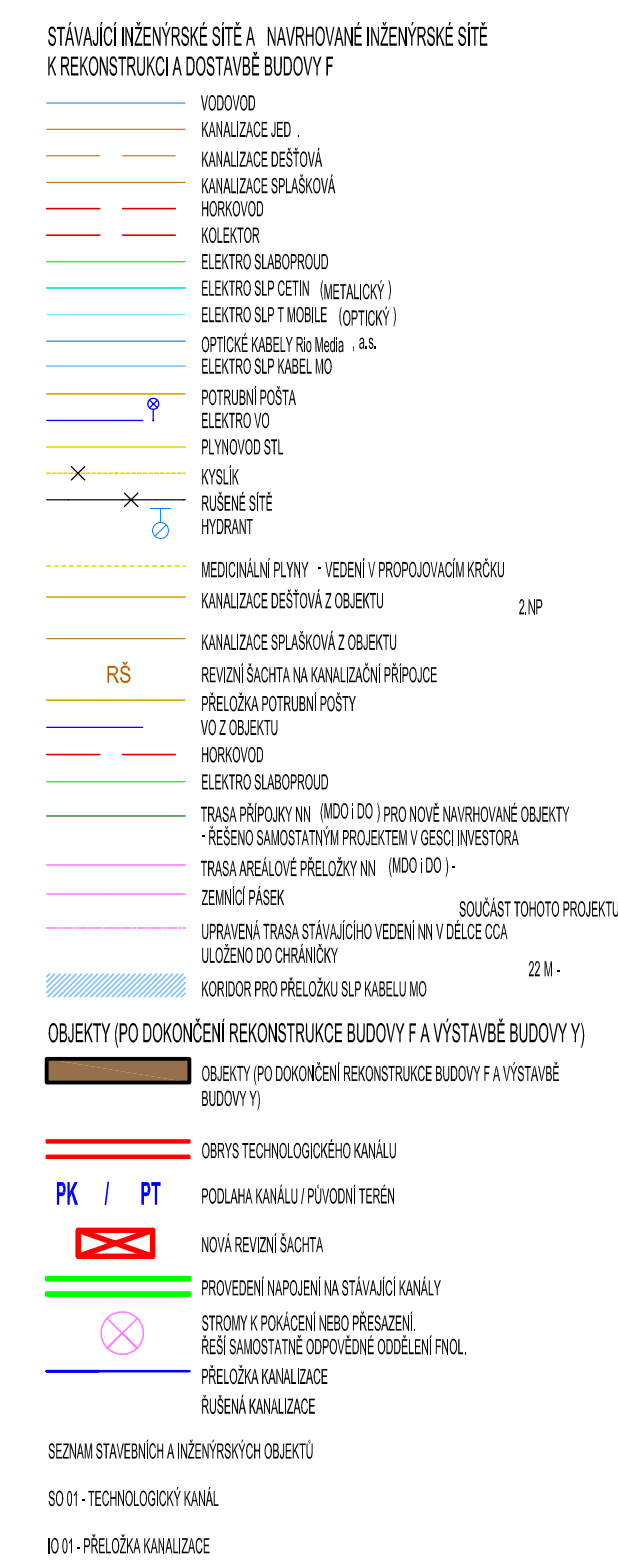 STÁVAJÍCÍ INŽENÝRSKÉ SÍTĚ A NAVRHOVANÉ INŽENÝRSKÉ SÍTĚ
K REKONSTRUKCI A DOSTAVBĚ BUDOVY F
VODOVOD
KANALIZACE JED .
KANALIZACE DEŠŤOVÁ
KANALIZACE SPLAŠKOVÁ
HORKOVOD
KOLEKTOR
ELEKTRO SLABOPROUD
ELEKTRO SLP CETIN (METALICKÝ )
ELEKTRO SLP T MOBILE (OPTICKÝ )
OPTICKÉ KABELY Rio Media , a.s.
ELEKTRO SLP KABEL MO
POTRUBNÍ POŠTA
ELEKTRO VO
PLYNOVOD STL
KYSLÍK
RUŠENÉ SÍTĚ
HYDRANT
MEDICINÁLNÍ PLYNY - VEDENÍ V PROPOJOVACÍM KRČKU
KANALIZACE DEŠŤOVÁ Z OBJEKTU
2.NP
KANALIZACE SPLAŠKOVÁ Z OBJEKTU
RŠ REVIZNÍ ŠACHTA NA KANALIZAČNÍ PŘÍPOJCE
PŘELOŽKA POTRUBNÍ POŠTY
VO Z OBJEKTU
HORKOVOD
ELEKTRO SLABOPROUD
TRASA PŘÍPOJKY NN (MDO i DO ) PRO NOVĚ NAVRHOVANÉ OBJEKTY
- ŘEŠENO SAMOSTATNÝM PROJEKTEM V GESCI INVESTORA
TRASA AREÁLOVÉ PŘELOŽKY NN (MDO i DO ) -
ZEMNÍCÍ PÁSEK
SOUČÁST TOHOTO PROJEKTU
UPRAVENÁ TRASA STÁVAJÍCÍHO VEDENÍ NN V DÉLCE CCA
ULOŽENO DO CHRÁNIČKY
22 M -
KORIDOR PRO PŘELOŽKU SLP KABELU MO
OBJEKTY (PO DOKONČENÍ REKONSTRUKCE BUDOVY F A VÝSTAVBĚ BUDOVY Y)
OBJEKTY (PO DOKONČENÍ REKONSTRUKCE BUDOVY F A VÝSTAVBĚ
BUDOVY Y)
OBRYS TECHNOLOGICKÉHO KANÁLU
PK / PT PODLAHA KANÁLU / PŮVODNÍ TERÉN
NOVÁ REVIZNÍ ŠACHTA
PROVEDENÍ NAPOJENÍ NA STÁVAJÍCÍ KANÁLY
STROMY K POKÁCENÍ NEBO PŘESAZENÍ.
ŘEŠÍ SAMOSTATNĚ ODPOVĚDNÉ ODDĚLENÍ FNOL.
PŘELOŽKA KANALIZACE
ŘUŠENÁ KANALIZACE
SEZNAM STAVEBNÍCH A INŽENÝRSKÝCH OBJEKTŮ
SO 01 - TECHNOLOGICKÝ KANÁL
IO 01 - PŘELOŽKA KANALIZACE